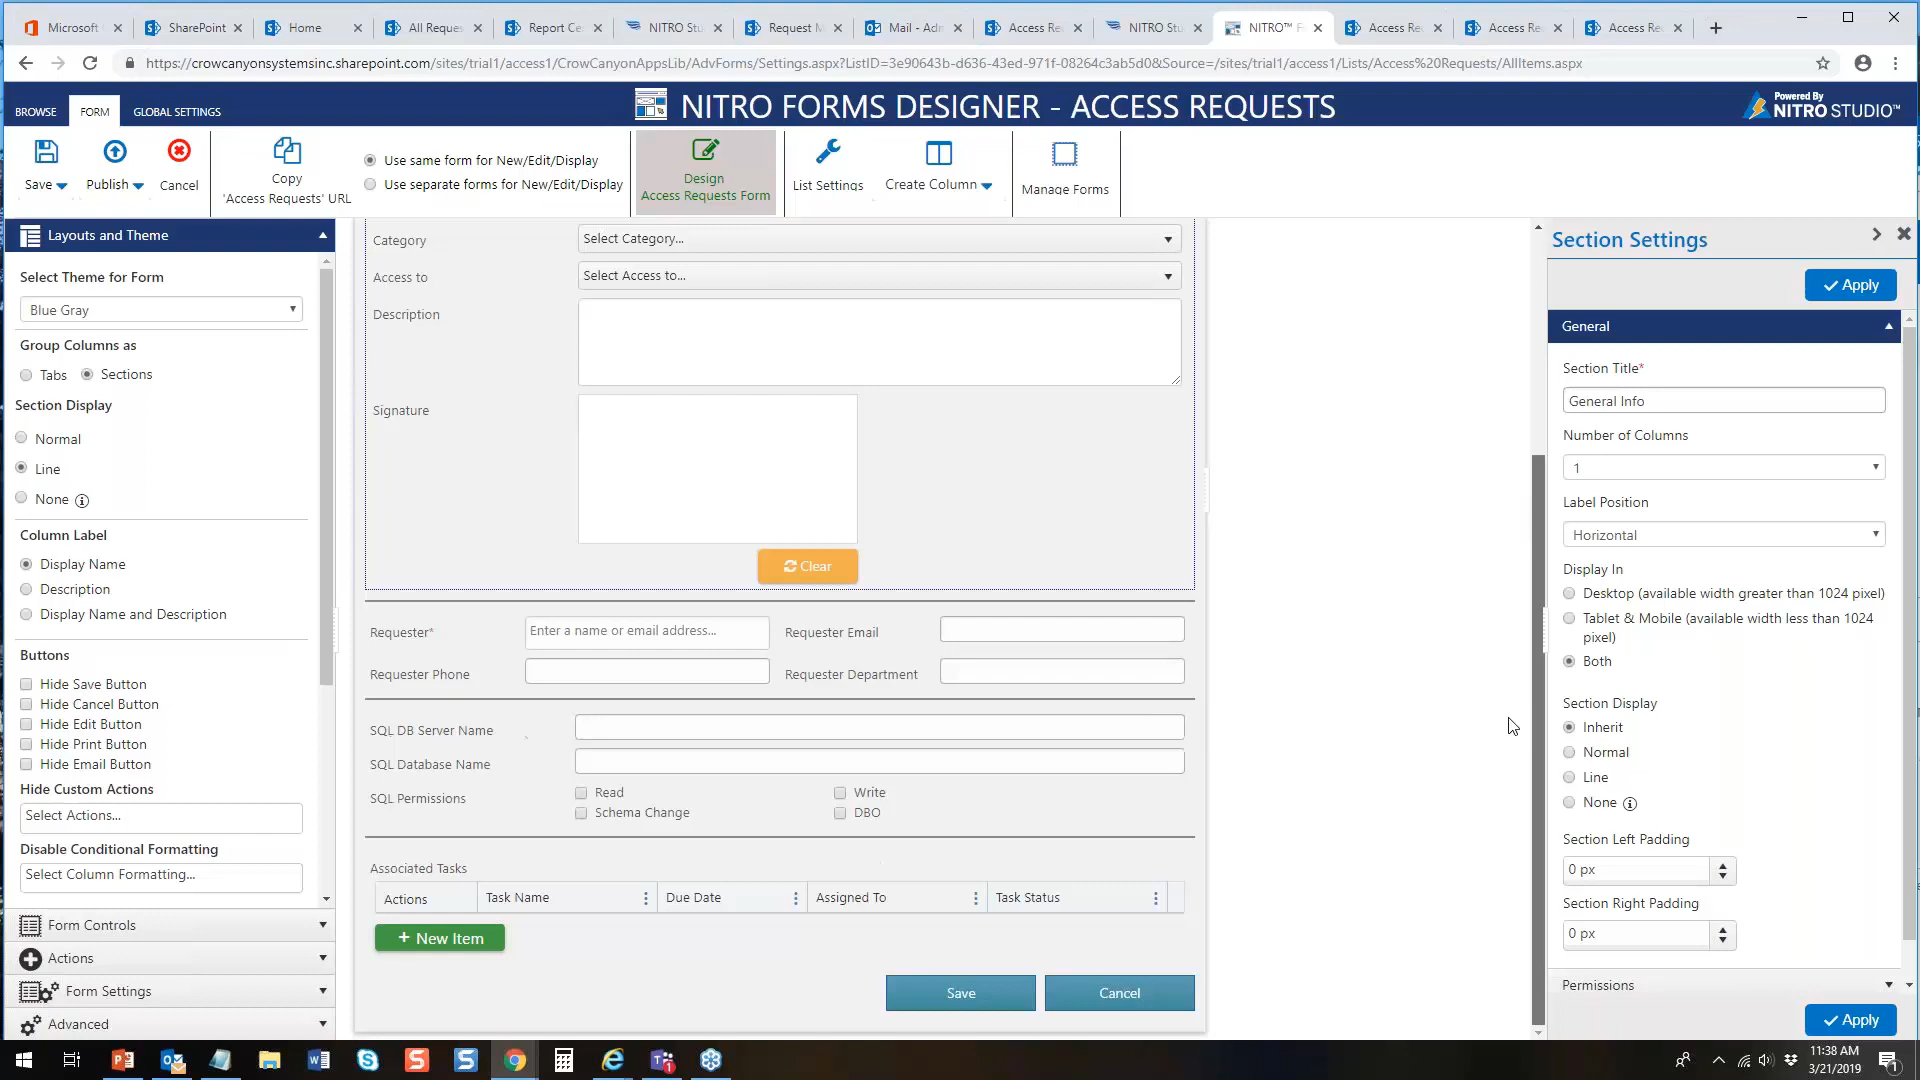 Microsoft
SharePoint
Home
All Reques
Report Ce
NITRO Stu
Request M
Mail - Adm
Access Re
NITRO Stu
NITRO™ F
Access Re
Access Re
Access Re
https://crowcanyonsystemsinc.sharepoint.com/sites/trial1/access1/CrowCanyonAppsLib/AdvForms/Settings.aspx?ListID=3e90643b-d636-43ed-971f-08264c3ab5d0&Source=/sites/trial1/access1/Lists/Access%20Requests/AllItems.aspx
BROWSE
FORM
GLOBAL SETTINGS
NITRO FORMS DESIGNER - ACCESS REQUESTS
Powered By
NITRO STUDIO™
Save
Publish
Cancel
Copy
'Access Requests' URL
Use same form for New/Edit/Display
Use separate forms for New/Edit/Display
Design
Access Requests Form
List Settings
Create Column
Manage Forms
Layouts and Theme
Select Theme for Form
Blue Gray
Group Columns as
Tabs
Sections
Section Display
Normal
Line
None
Column Label
Display Name
Description
Display Name and Description
Buttons
Hide Save Button
Hide Cancel Button
Hide Edit Button
Hide Print Button
Hide Email Button
Hide Custom Actions
Select Actions...
Disable Conditional Formatting
Select Column Formatting...
Form Controls
Actions
Form Settings
Advanced
Category
Select Category...
Access to
Select Access to...
Description
Signature
Clear
Requester*
Enter a name or email address...
Requester Email
Requester Phone
Requester Department
SQL DB Server Name
SQL Database Name
SQL Permissions
Read
Write
Schema Change
DBO
Associated Tasks
Actions
Task Name
Due Date
Assigned To
Task Status
+ New Item
Save
Cancel
Section Settings
Apply
General
Section Title*
General Info
Number of Columns
1
Label Position
Horizontal
Display In
Desktop (available width greater than 1024 pixel)
Tablet & Mobile (available width less than 1024
pixel)
Both
Section Display
Inherit
Normal
Line
None
Section Left Padding
0 px
Section Right Padding
0 px
Permissions
Apply
11:38 AM
3/21/2019